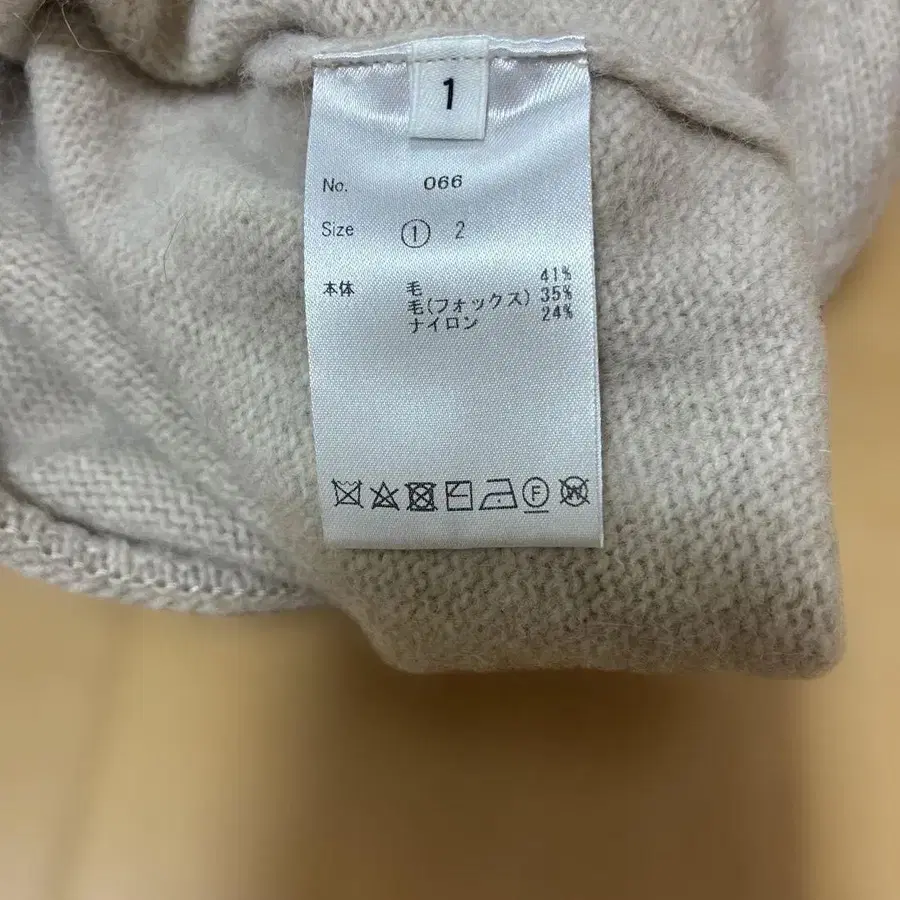 1
No. 066
Size ① 2
本体 毛 41%
毛(フォックス) 35%
ナイロン 24%
F
W